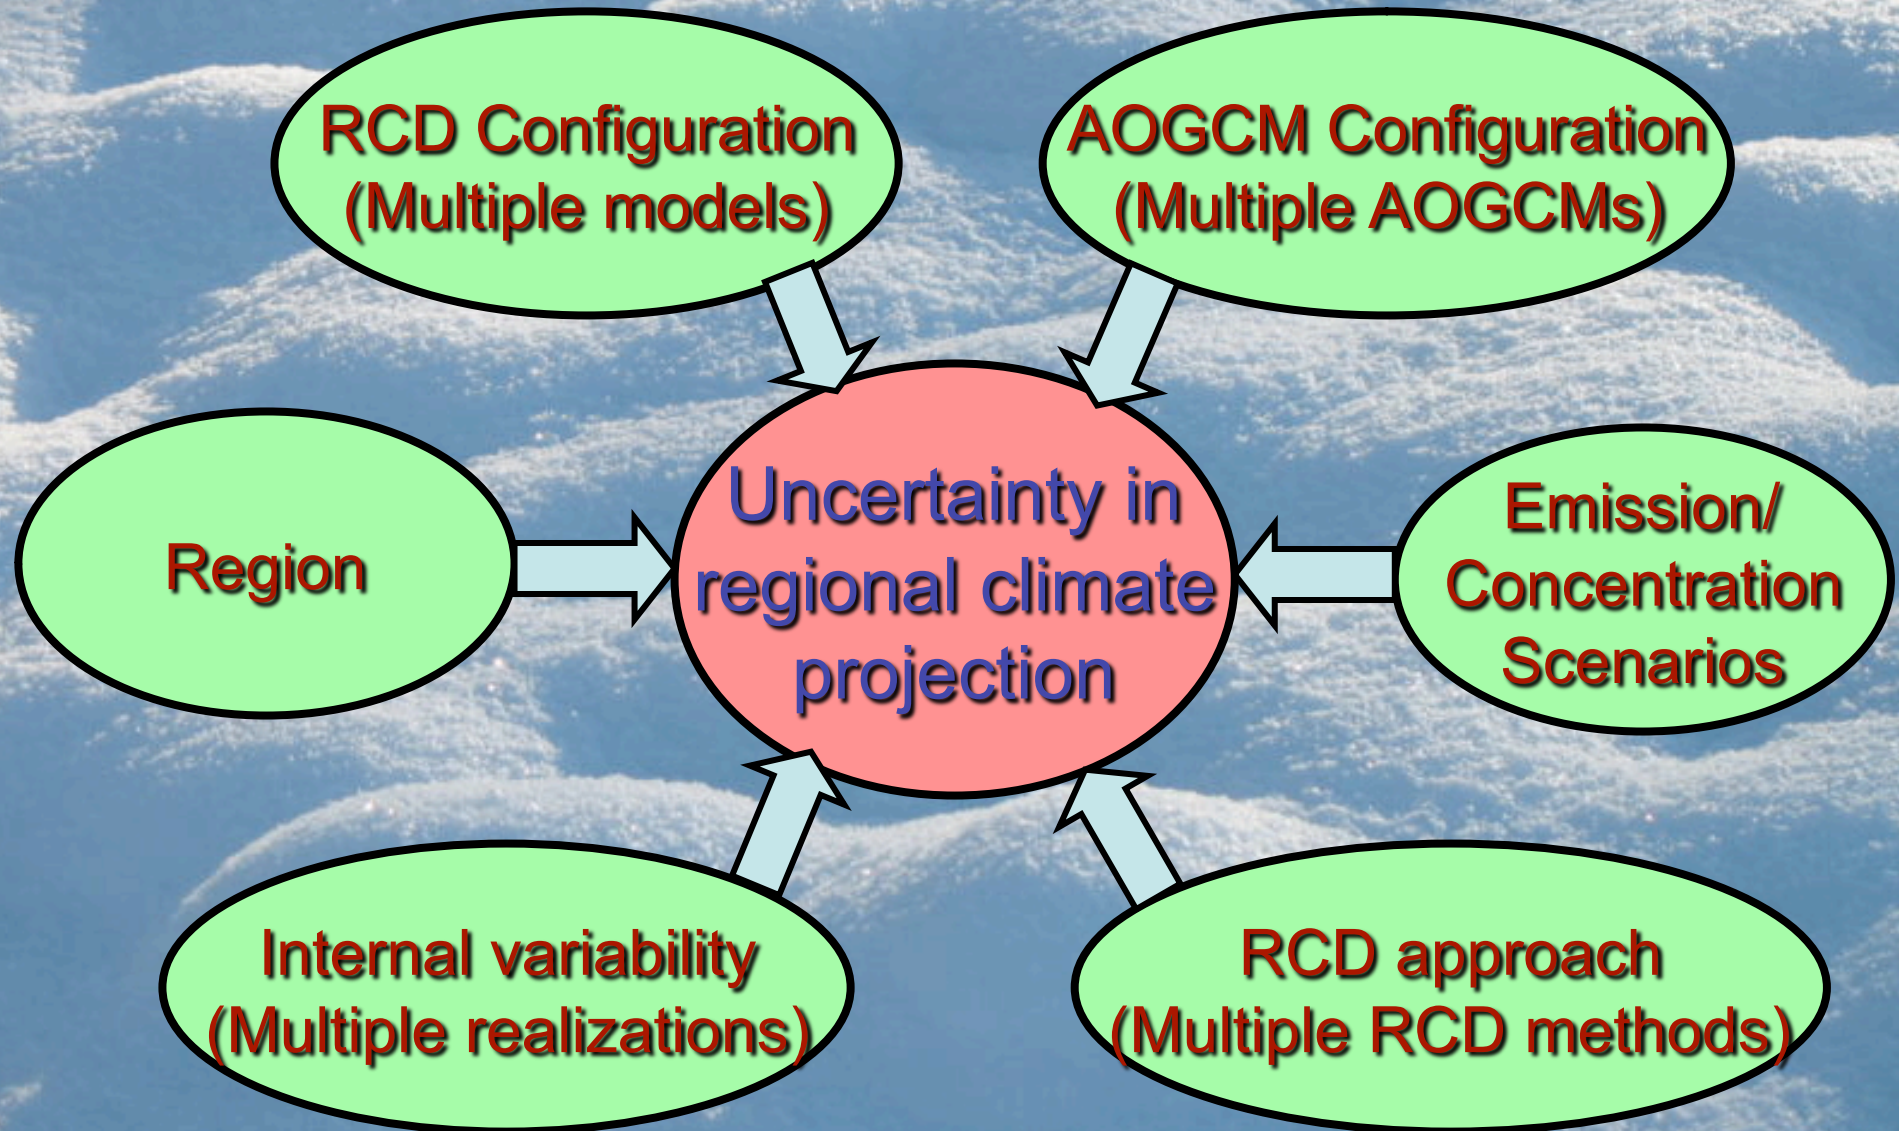 RCD Configuration
(Multiple models)
AOGCM Configuration
(Multiple AOGCMs)
Region
Uncertainty in
regional climate
projection
Emission/
Concentration
Scenarios
Internal variability
(Multiple realizations)
RCD approach
(Multiple RCD methods)